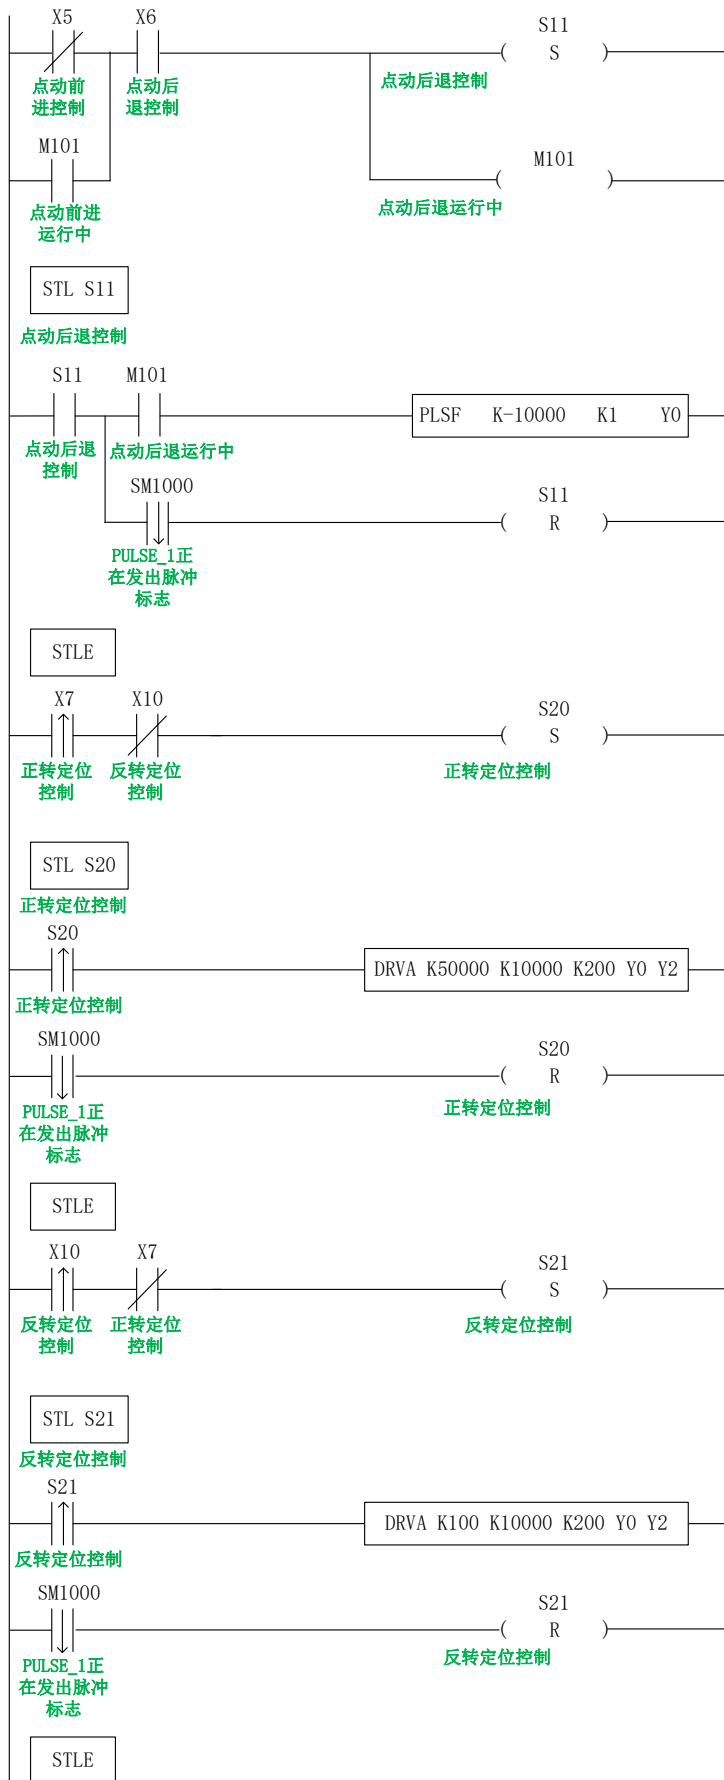 X5 X6 S11
S
点动前
进控制
点动后
退控制
点动后退控制
M101 M101
点动前进
运行中
点动后退运行中
STL S11
点动后退控制
S11 M101
PLSF K-10000 K1 Y0
点动后退
控制
点动后退运行中
SM1000 S11
R
PULSE_1正
在发出脉冲
标志
STLE
X7 X10 S20
S
正转定位
控制
反转定位
控制
正转定位控制
STL S20
正转定位控制
S20
DRVA K50000 K10000 K200 Y0 Y2
正转定位控制
SM1000 S20
R
PULSE_1正
在发出脉冲
标志
正转定位控制
STLE
X10 X7 S21
S
反转定位
控制
正转定位
控制
反转定位控制
STL S21
反转定位控制
S21
DRVA K100 K10000 K200 Y0 Y2
反转定位控制
SM1000 S21
R
PULSE_1正
在发出脉冲
标志
反转定位控制
STLE